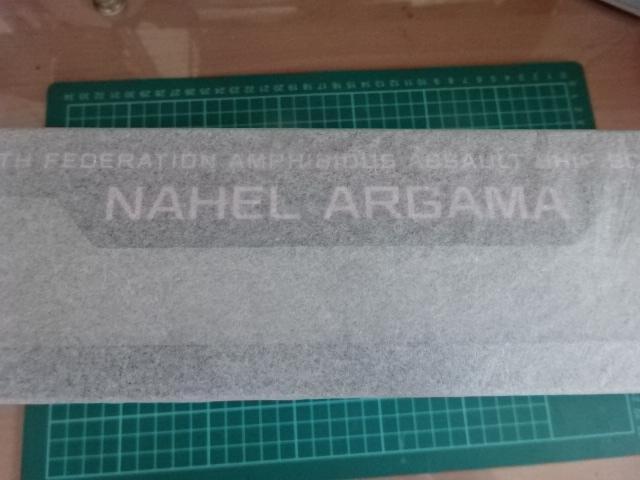 TH FEDERATION AMPHIBIOUS ASSAULT SHIP
NAHEL ARGAMA